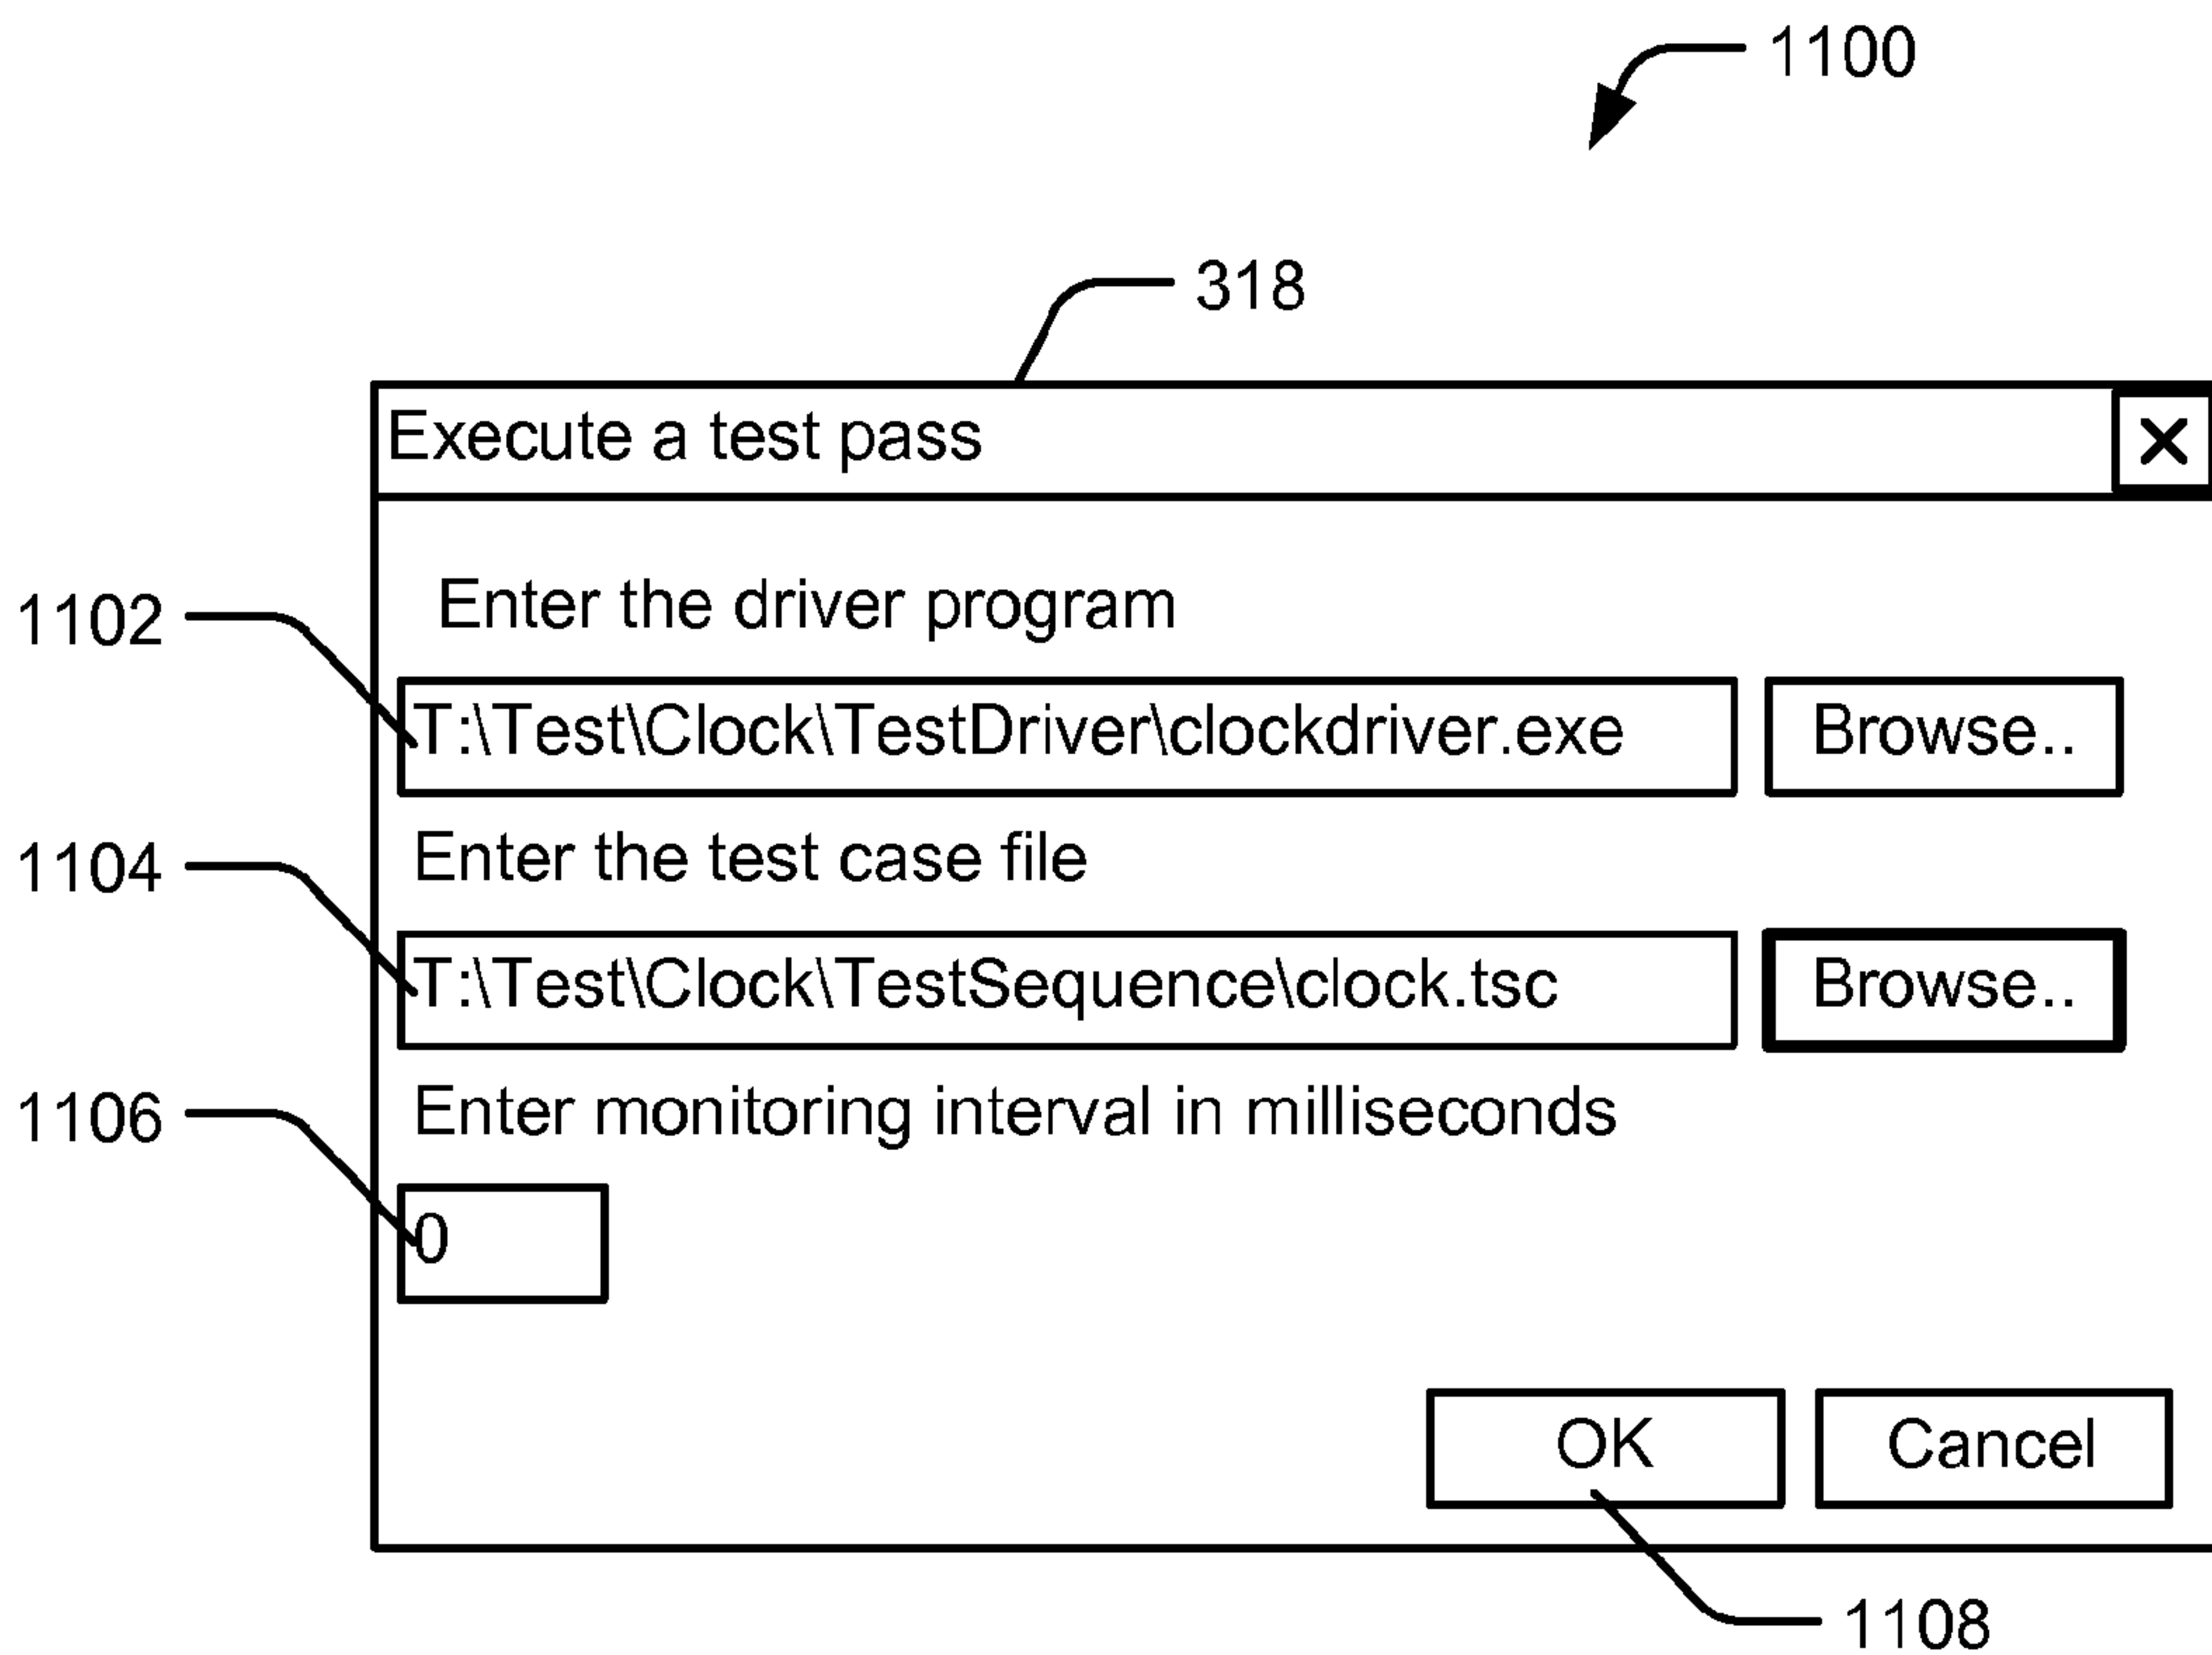 1100
318
Execute a test pass
Enter the driver program
1102
T:\Test\Clock\TestDriver\clockdriver.exe Browse..
Enter the test case file
1104
T:\Test\Clock\TestSequence\clock.tsc Browse..
Enter monitoring interval in milliseconds
1106
0
OK Cancel
1108